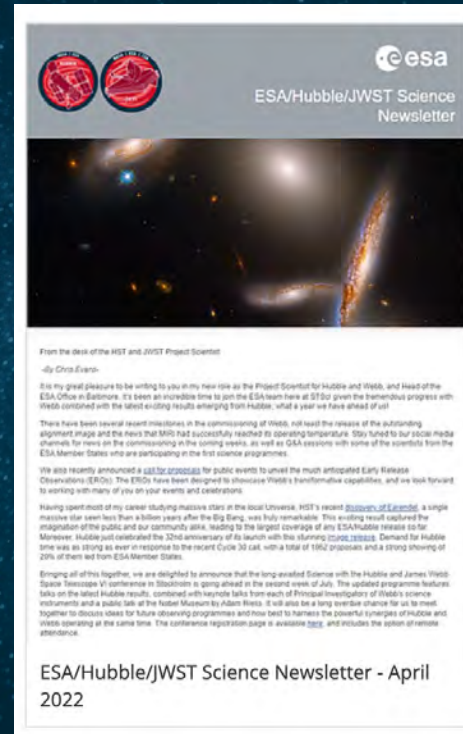 esa
ESA/Hubble/JWST Science
Newsletter
From the desk of the HST and JWST Project Scientist
-By Chris Evans-
It is my great pleasure to be writing to you in my new role as the Project Scientist for Hubble and Webb, and Head of the
ESA Office in Baltimore. It's been an incredible time to join the ESA team here at STScI given the tremendous progress with
Webb combined with the latest exciting results emerging from Hubble; what a year we have ahead of us!
There have been several recent milestones in the commissioning of Webb, not least the release of the outstanding
alignment image and the news that MIRI had successfully reached its operating temperature. Stay tuned to our social media
channels for news on the commissioning in the coming weeks, as well as Q&A sessions with some of the scientists from the
ESA Member States who are participating in the first science programmes.
We also recently announced a call for proposals for public events to unveil the much anticipated Early Release
Observations (EROs). The EROs have been designed to showcase Webb's transformative capabilities, and we look forward
to working with many of you on your events and celebrations.
Having spent most of my career studying massive stars in the local Universe, HST's recent discovery of Earendel, a single
massive star seen less than a billion years after the Big Bang, was truly remarkable. This exciting result captured the
imagination of the public and our community alike, leading to the largest coverage of any ESA/Hubble release so far.
Moreover, Hubble just celebrated the 32nd anniversary of its launch with this stunning image release. Demand for Hubble
time was as strong as ever in response to the recent Cycle 30 call, with a total of 1062 proposals and a strong showing of
20% of them led from ESA Member States.
Bringing all of this together, we are delighted to announce that the long-awaited Science with the Hubble and James Webb
Space Telescope VI conference in Stockholm is going ahead in the second week of July. The updated programme features
talks on the latest Hubble results, combined with keynote talks from each of Principal Investigators of Webb's science
instruments and a public talk at the Nobel Museum by Adam Riess. It will also be a long overdue chance for us to meet
together to discuss ideas for future observing programmes and how best to harness the powerful synergies of Hubble and
Webb operating at the same time. The conference registration page is available here, and includes the option of remote
attendance.
ESA/Hubble/JWST Science Newsletter - April
2022